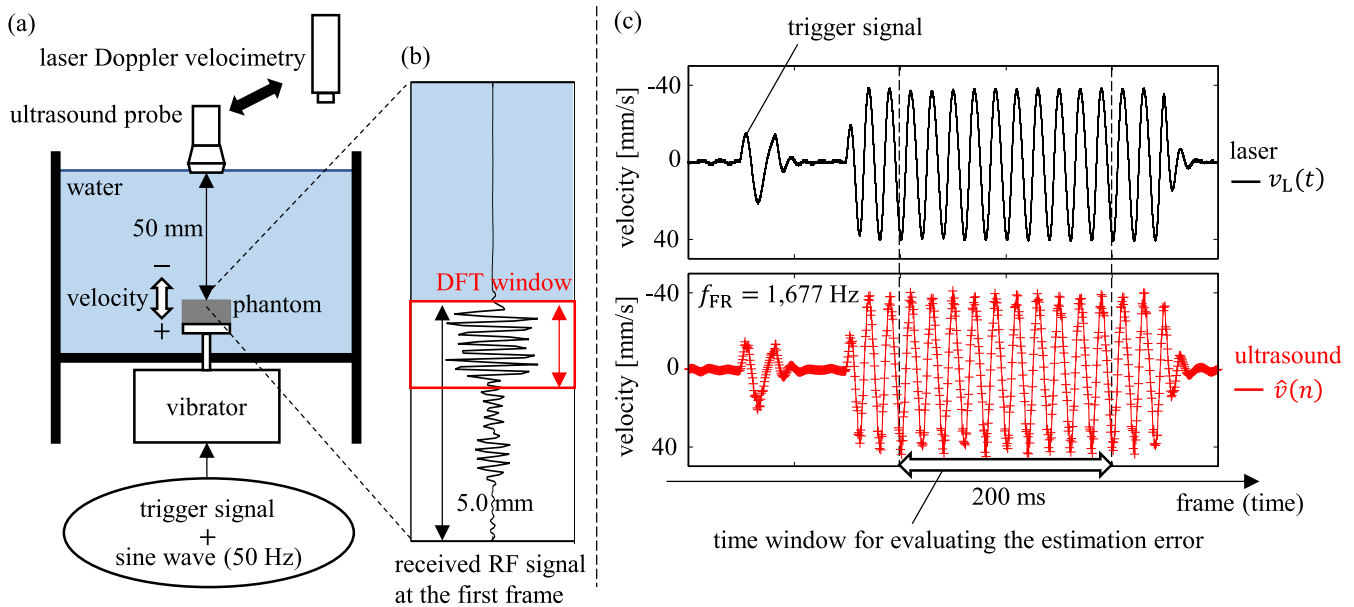 (a)
laser Doppler velocimetry
ultrasound probe
water
50 mm
−
velocity
+
phantom
vibrator
trigger signal
+
sine wave (50 Hz)
(b)
DFT window
5.0 mm
received RF signal
at the first frame
(c)
trigger signal
-40
0
40
velocity [mm/s]
laser
v_L(t)
f_FR = 1,677 Hz
-40
0
40
velocity [mm/s]
ultrasound
v̂(n)
200 ms
frame (time)
time window for evaluating the estimation error